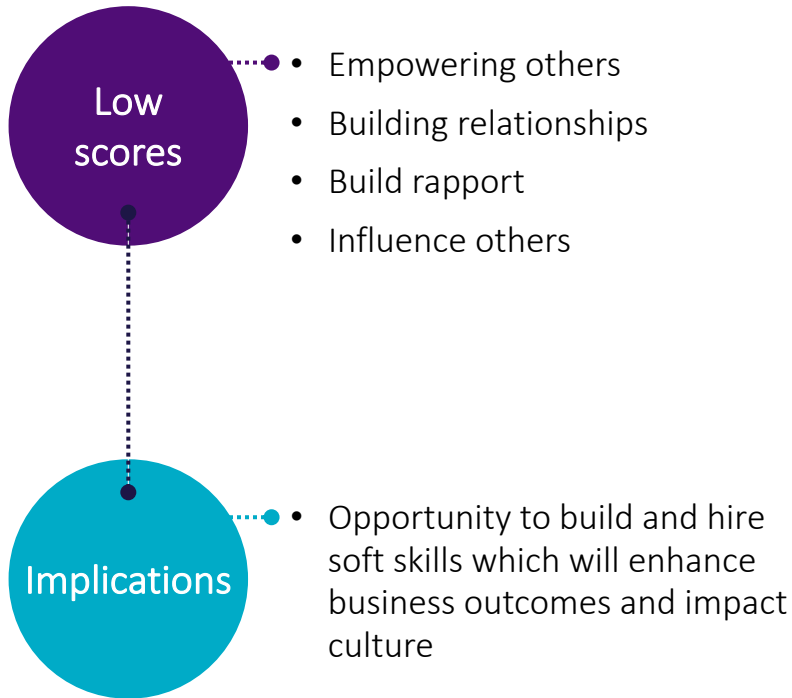 Low
scores
• Empowering others
• Building relationships
• Build rapport
• Influence others
Implications
• Opportunity to build and hire
soft skills which will enhance
business outcomes and impact
culture